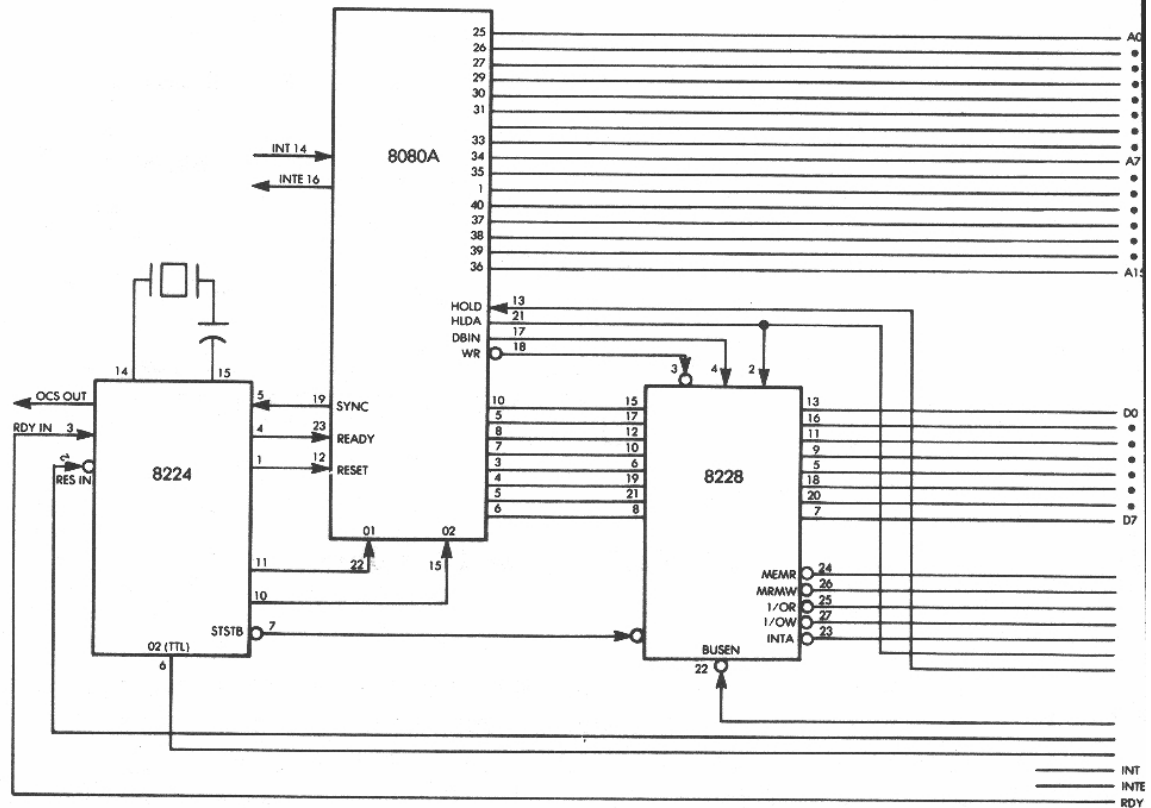 25
A0
26
27
29
30
31
33
34
A7
35
1
40
37
38
39
36
A15
8080A
INT 14
INTE 16
HOLD 13
HLDA 21
DBIN 17
WR 18
14
15
OCS OUT
RDY IN 3
2
RES IN
8224
5
19 SYNC
4
23 READY
1
12 RESET
01
02
11
22
15
10
STSTB 7
02 (TTL)
6
3
4
2
10 15
5 17
8 12
7 10
3 6
4 19
5 21
6 8
8228
13
D0
16
11
9
5
18
20
7
D7
MEMR 24
MRMW 26
I/OR 25
I/OW 27
INTA 23
BUSEN
22
INT
INTE
RDY